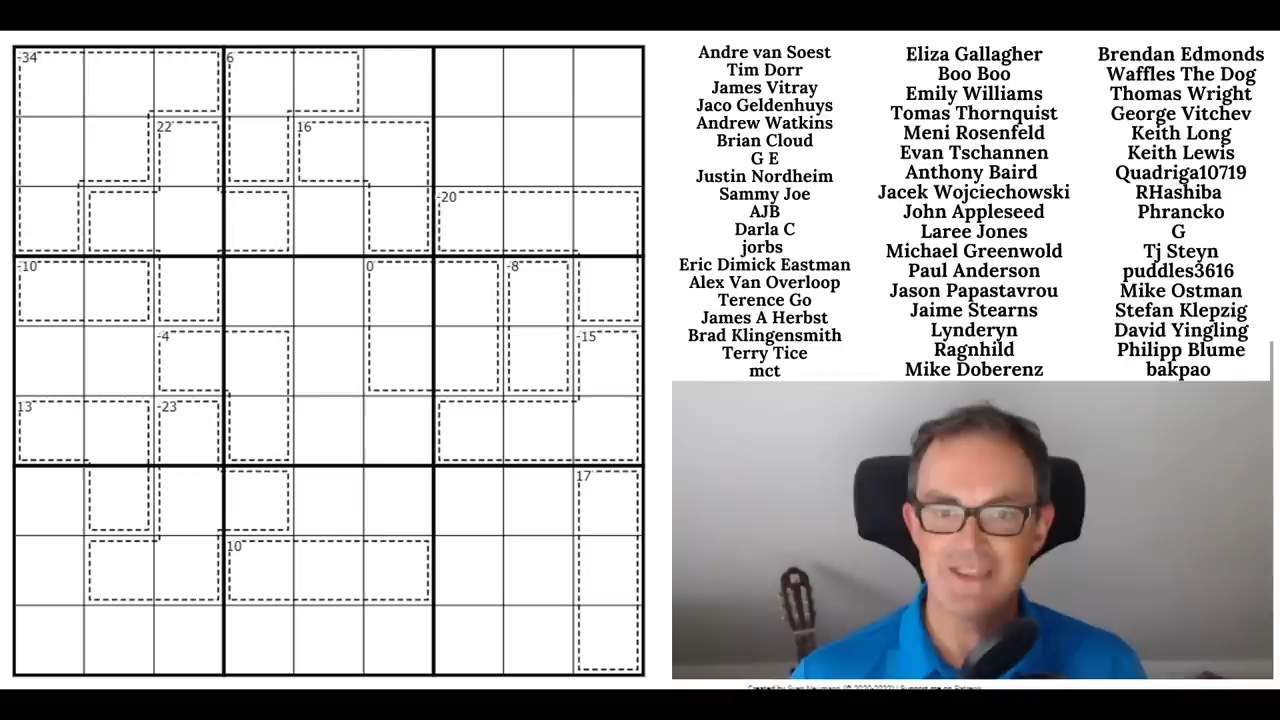 -34
6
22
16
-20
-10
0
-8
-4
-15
13
-23
17
10
Andre van Soest
Tim Dorr
James Vitray
Jaco Geldenhuys
Andrew Watkins
Brian Cloud
G E
Justin Nordheim
Sammy Joe
AJB
Darla C
jorbs
Eric Dimick Eastman
Alex Van Overloop
Terence Go
James A Herbst
Brad Klingensmith
Terry Tice
mct
Eliza Gallagher
Boo Boo
Emily Williams
Tomas Thornquist
Meni Rosenfeld
Evan Tschannen
Anthony Baird
Jacek Wojciechowski
John Appleseed
Laree Jones
Michael Greenwold
Paul Anderson
Jason Papastavrou
Jaime Stearns
Lynderyn
Ragnhild
Mike Doberenz
Brendan Edmonds
Waffles The Dog
Thomas Wright
George Vitchev
Keith Long
Keith Lewis
Quadriga10719
RHashiba
Phrancko
G
Tj Steyn
puddles3616
Mike Ostman
Stefan Klepzig
David Yingling
Philipp Blume
bakpao